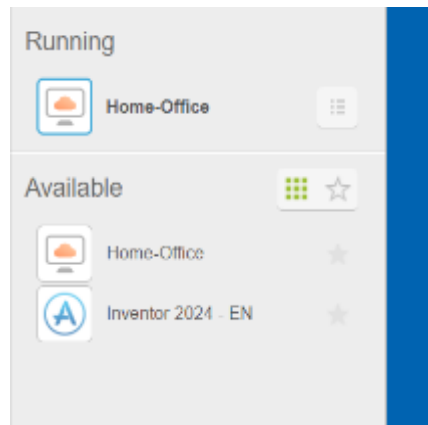 Running
Home-Office
Available
Home-Office
Inventor 2024 - EN